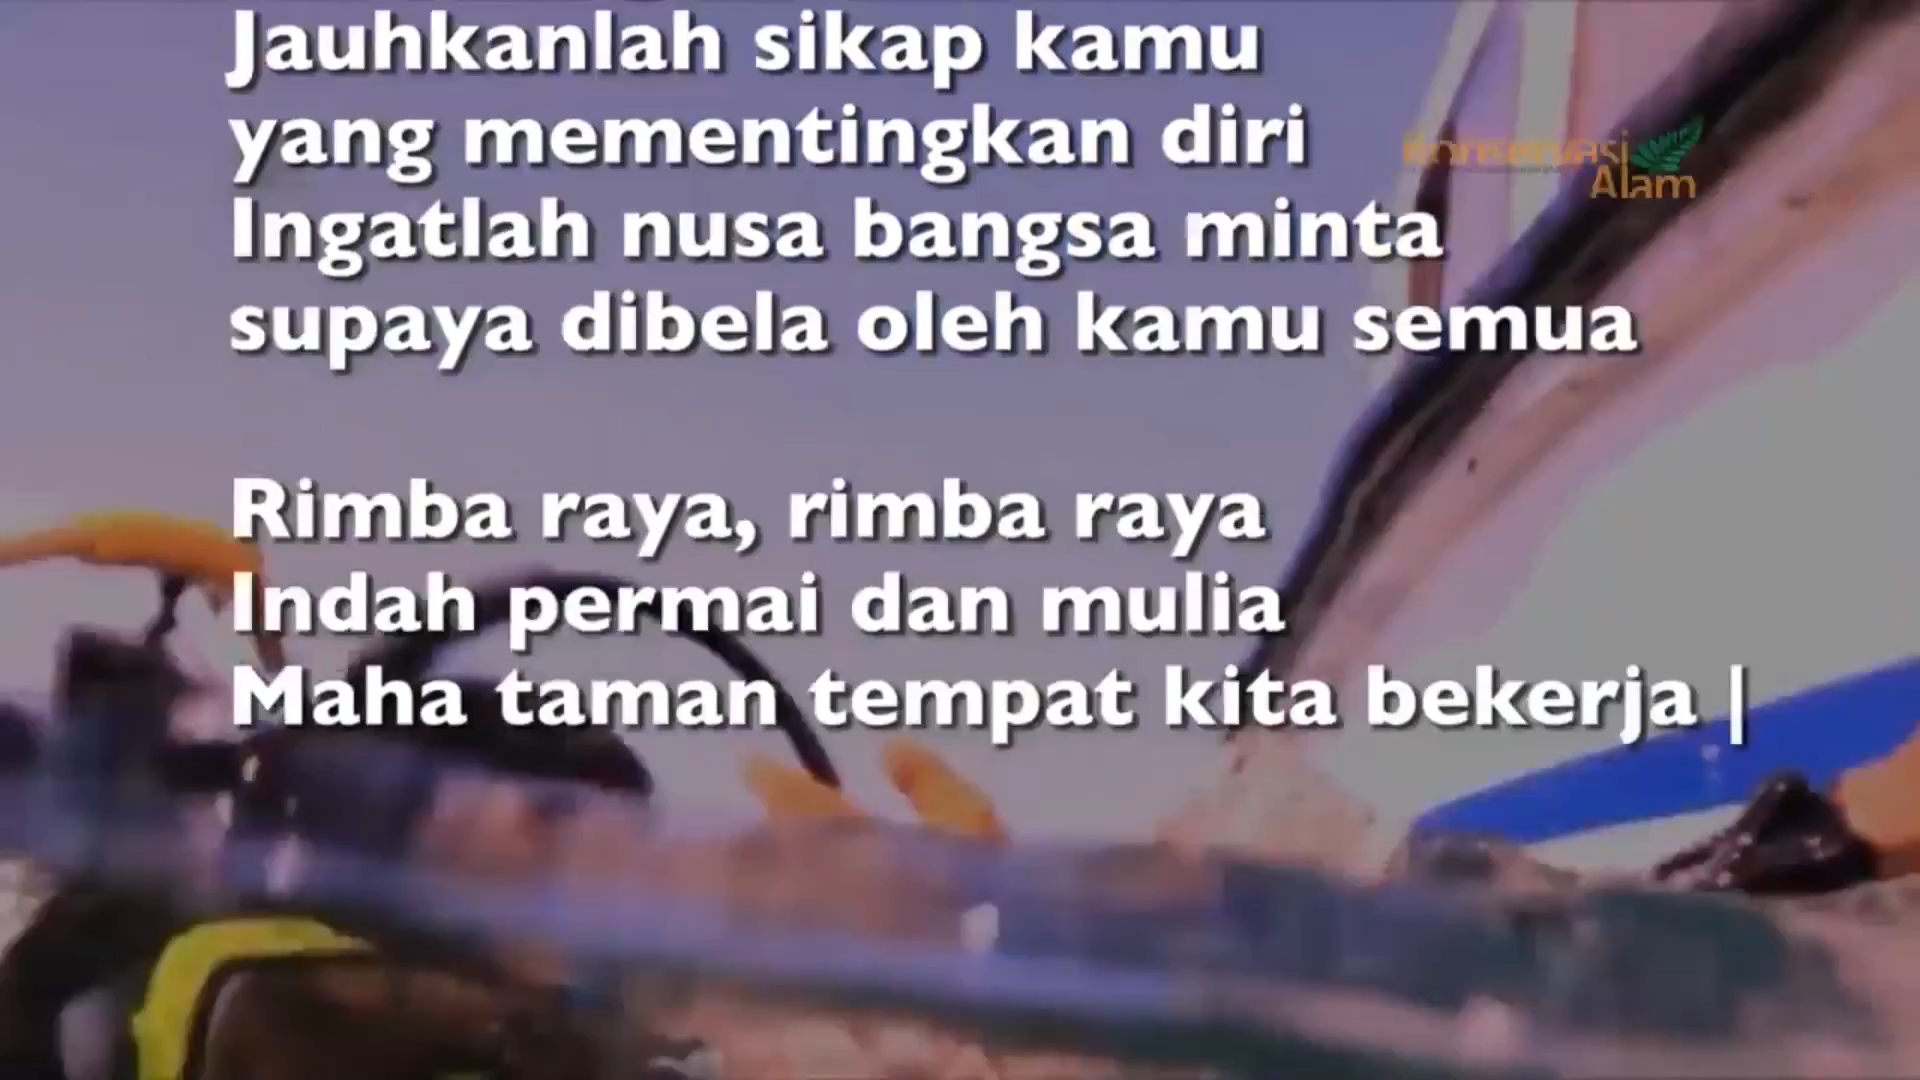 Jauhkanlah sikap kamu
yang mementingkan diri
Konservasi
Alam
Ingatlah nusa bangsa minta
supaya dibela oleh kamu semua
Rimba raya, rimba raya
Indah permai dan mulia
Maha taman tempat kita bekerja |